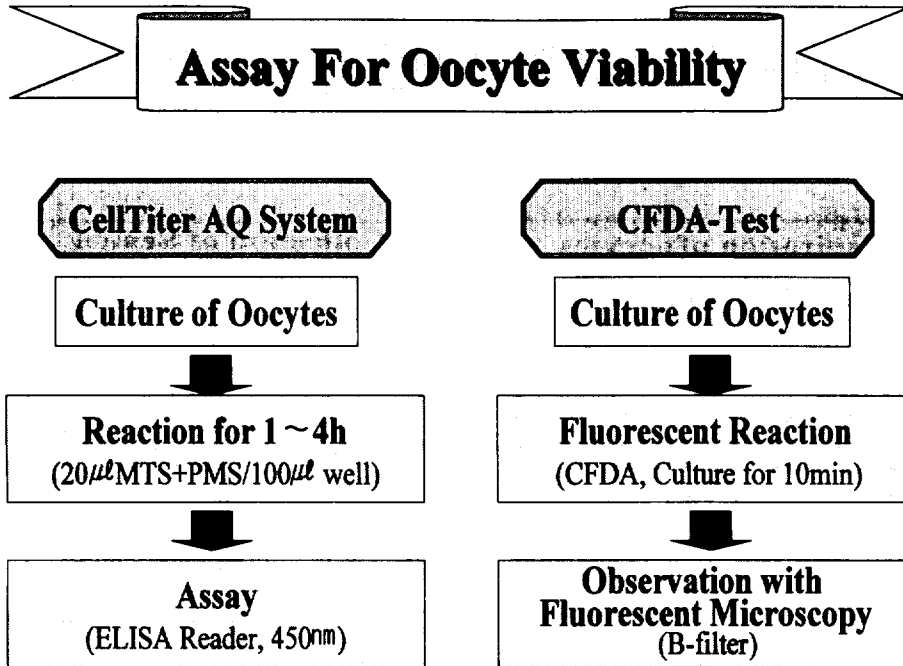 Assay For Oocyte Viability
CellTiter AQ System
Culture of Oocytes
Reaction for 1～4h
(20㎕MTS+PMS/100㎕ well)
Assay
(ELISA Reader, 450㎚)
CFDA-Test
Culture of Oocytes
Fluorescent Reaction
(CFDA, Culture for 10min)
Observation with
Fluorescent Microscopy
(B-filter)